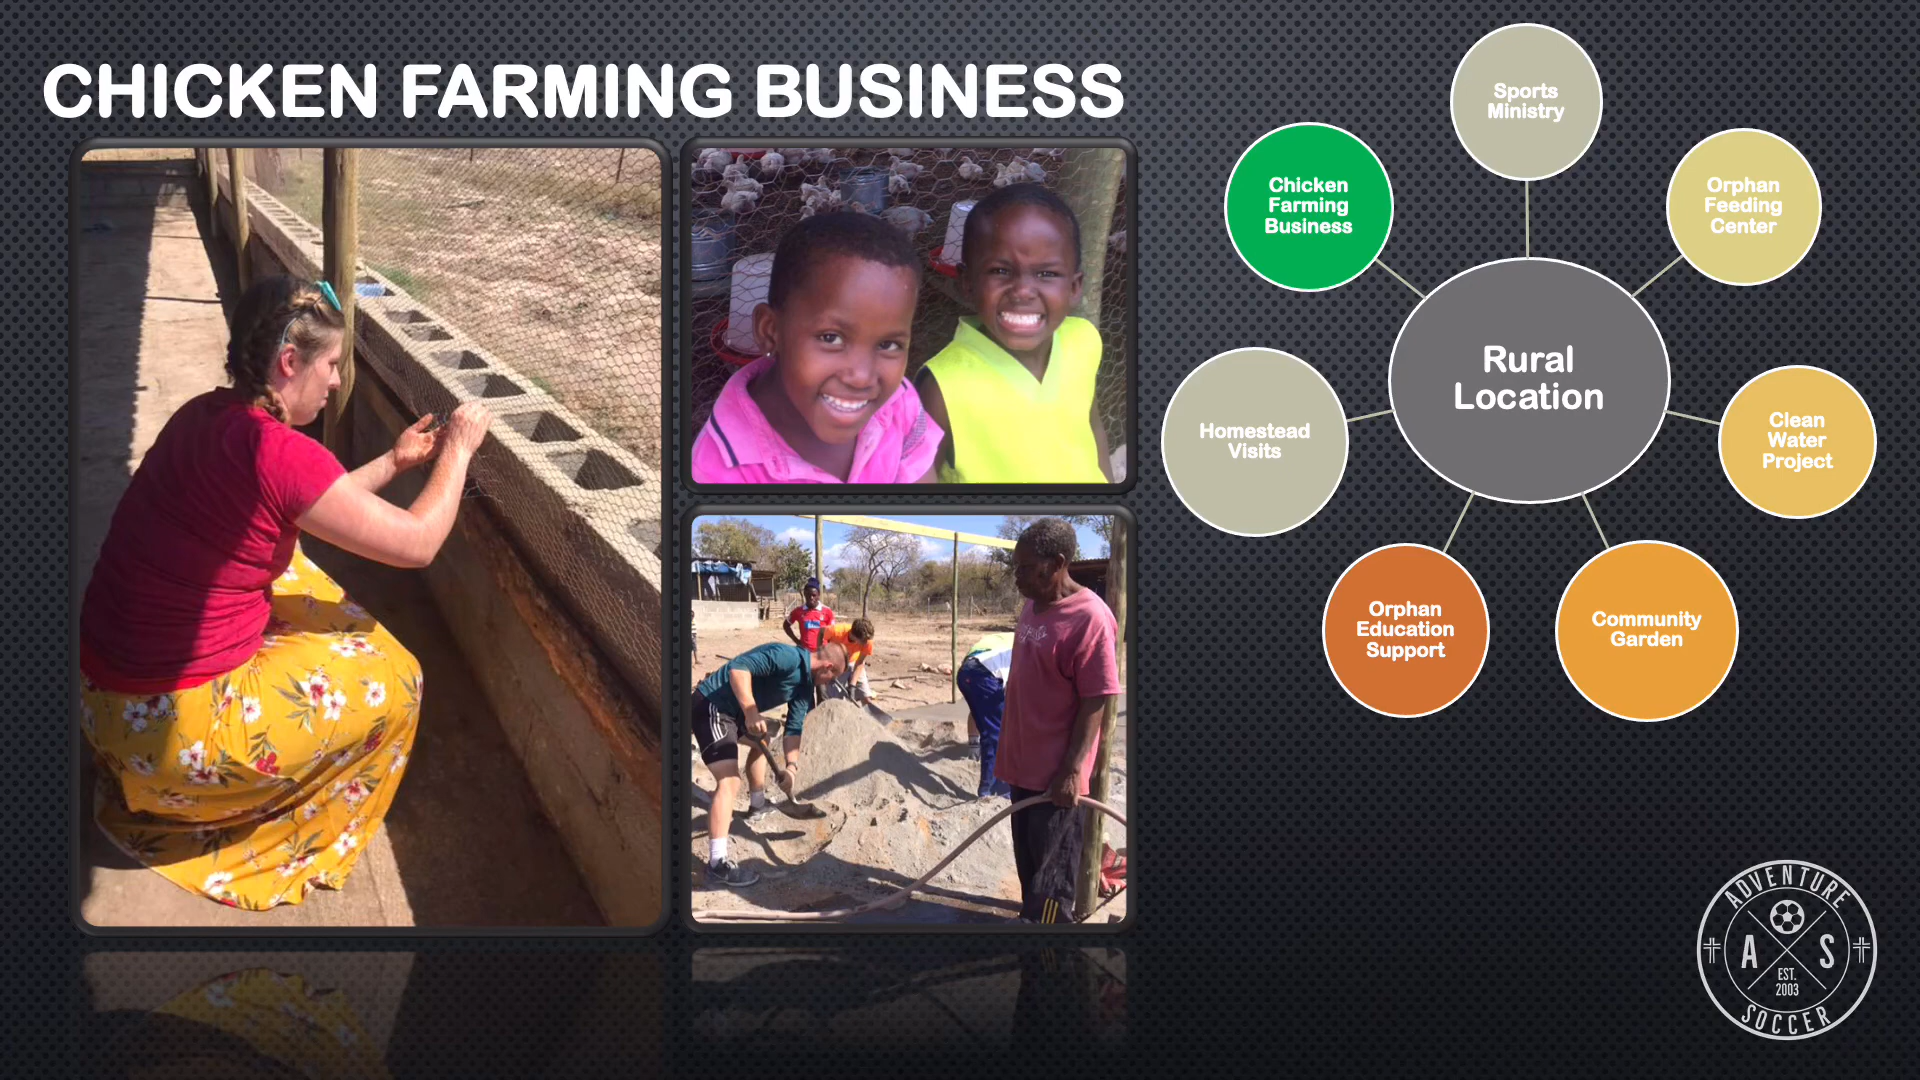 CHICKEN FARMING BUSINESS
Sports
Ministry
Chicken
Farming
Business
Orphan
Feeding
Center
Rural
Location
Homestead
Visits
Clean
Water
Project
Orphan
Education
Support
Community
Garden
ADVENTURE
A S
EST.
2003
SOCCER